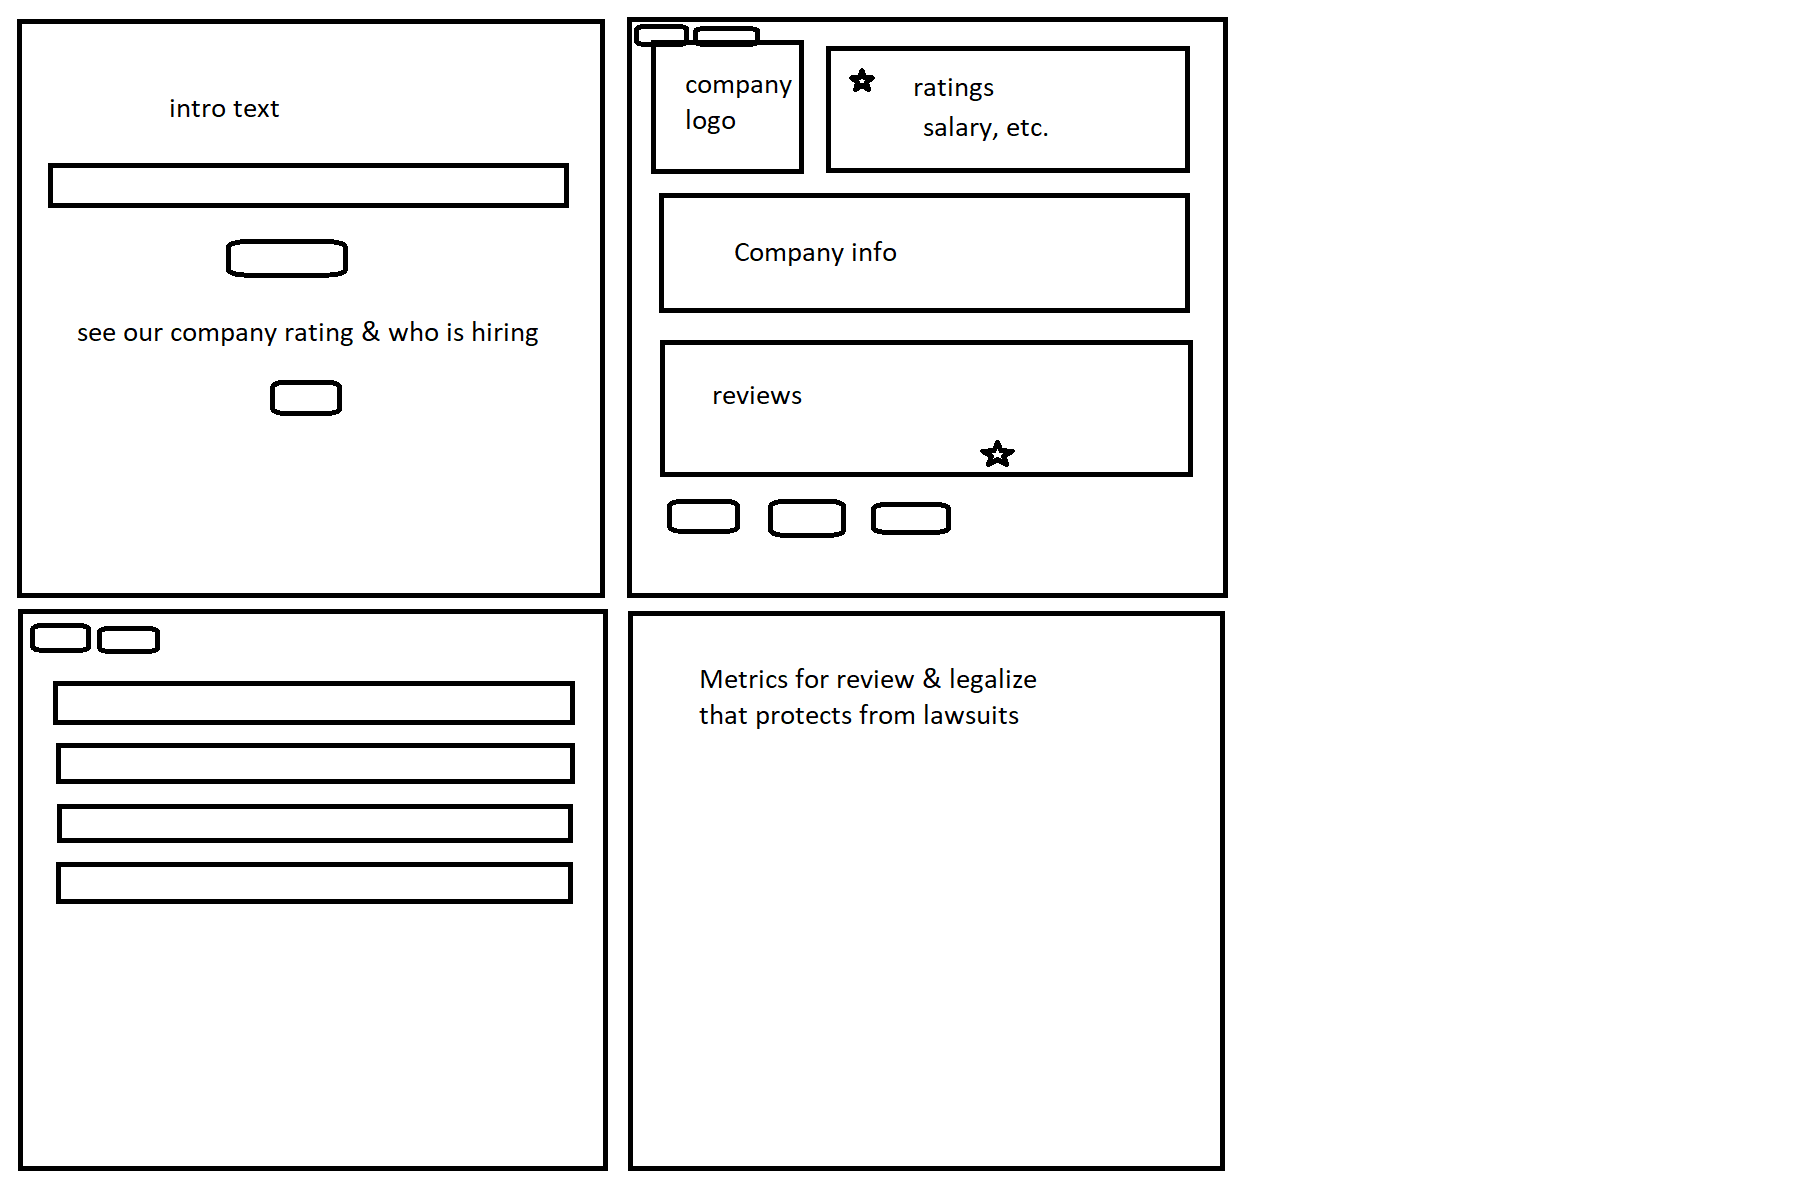 intro text
see our company rating & who is hiring
company
logo
ratings
salary, etc.
Company info
reviews
Metrics for review & legalize
that protects from lawsuits